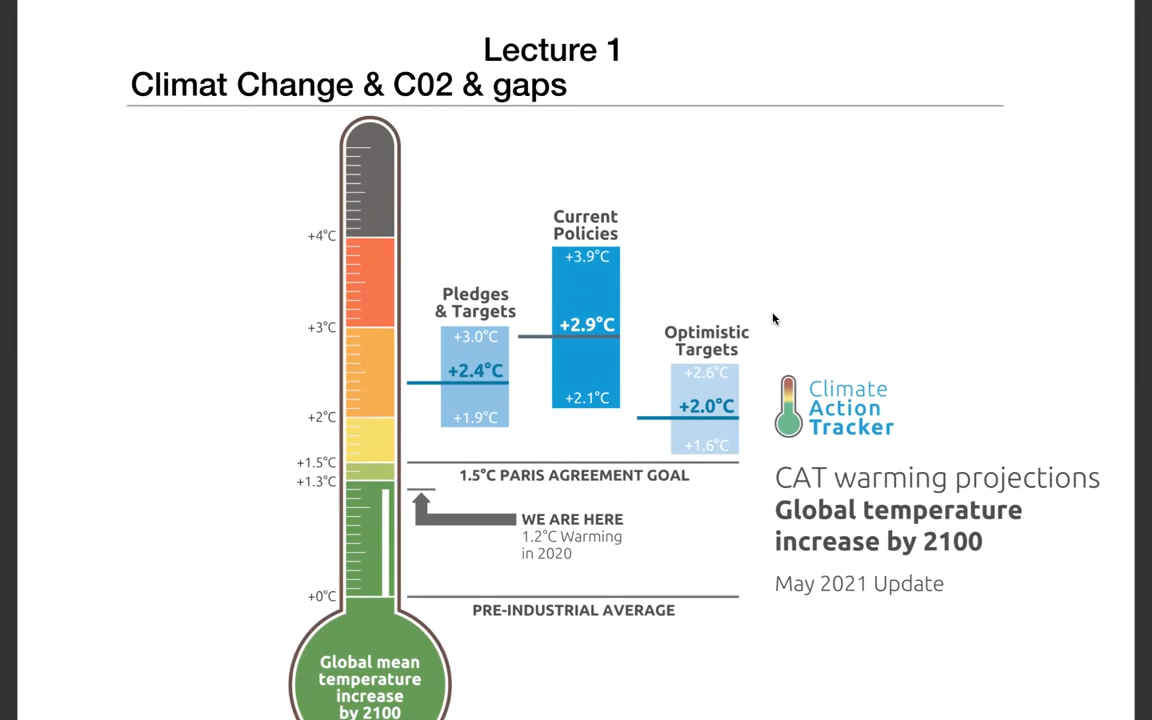 Lecture 1
Climat Change & C02 & gaps
+4°C
+3°C
+2°C
+1.5°C
+1.3°C
+0°C
Pledges
& Targets
+3.0°C
+2.4°C
+1.9°C
Current
Policies
+3.9°C
+2.9°C
+2.1°C
Optimistic
Targets
+2.6°C
+2.0°C
+1.6°C
1.5°C PARIS AGREEMENT GOAL
WE ARE HERE
1.2°C Warming
in 2020
PRE-INDUSTRIAL AVERAGE
Global mean
temperature
increase
by 2100
Climate
Action
Tracker
CAT warming projections
Global temperature
increase by 2100
May 2021 Update